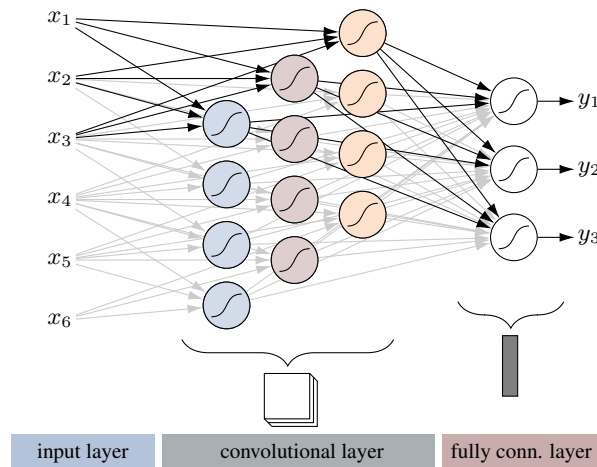 x₁
x₂
x₃
x₄
x₅
x₆
y₁
y₂
y₃
input layer
convolutional layer
fully conn. layer